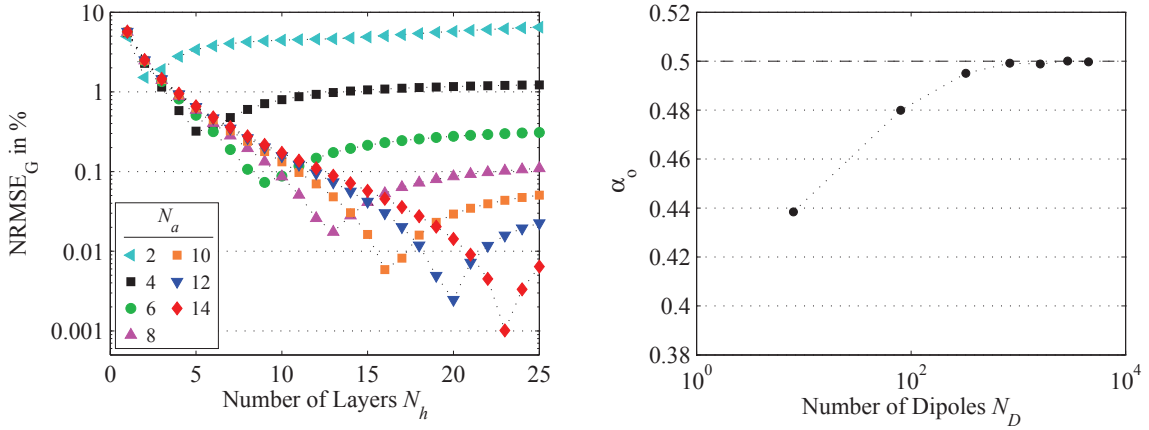 10
1
0.1
0.01
0.001
NRMSE_G in %
N_a
2
10
4
12
6
14
8
0 5 10 15 20 25
Number of Layers N_h
0.52
0.5
0.48
0.46
0.44
0.42
0.4
0.38
α_o
10^0 10^2 10^4
Number of Dipoles N_D